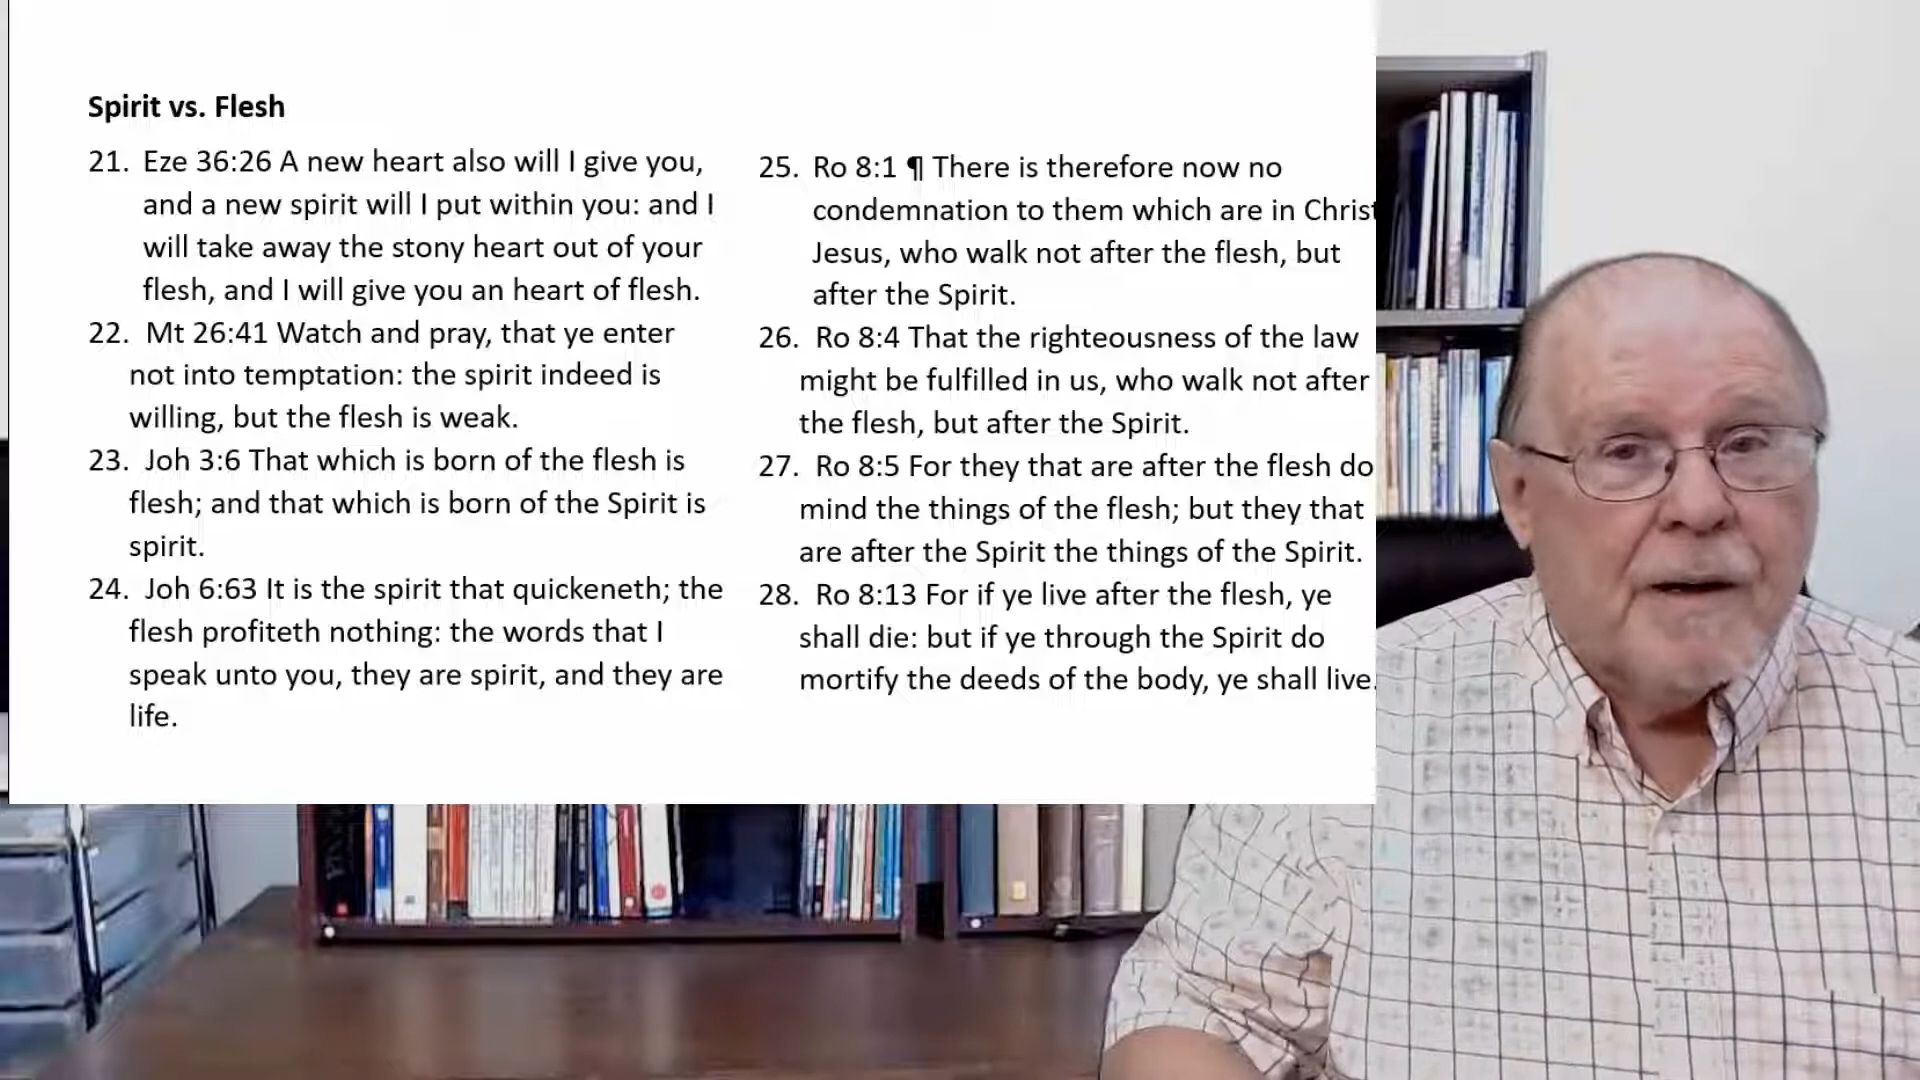 Spirit vs. Flesh
21. Eze 36:26 A new heart also will I give you,
and a new spirit will I put within you: and I
will take away the stony heart out of your
flesh, and I will give you an heart of flesh.
22. Mt 26:41 Watch and pray, that ye enter
not into temptation: the spirit indeed is
willing, but the flesh is weak.
23. Joh 3:6 That which is born of the flesh is
flesh; and that which is born of the Spirit is
spirit.
24. Joh 6:63 It is the spirit that quickeneth; the
flesh profiteth nothing: the words that I
speak unto you, they are spirit, and they are
life.
25. Ro 8:1 ¶ There is therefore now no
condemnation to them which are in Christ
Jesus, who walk not after the flesh, but
after the Spirit.
26. Ro 8:4 That the righteousness of the law
might be fulfilled in us, who walk not after
the flesh, but after the Spirit.
27. Ro 8:5 For they that are after the flesh do
mind the things of the flesh; but they that
are after the Spirit the things of the Spirit.
28. Ro 8:13 For if ye live after the flesh, ye
shall die: but if ye through the Spirit do
mortify the deeds of the body, ye shall live.